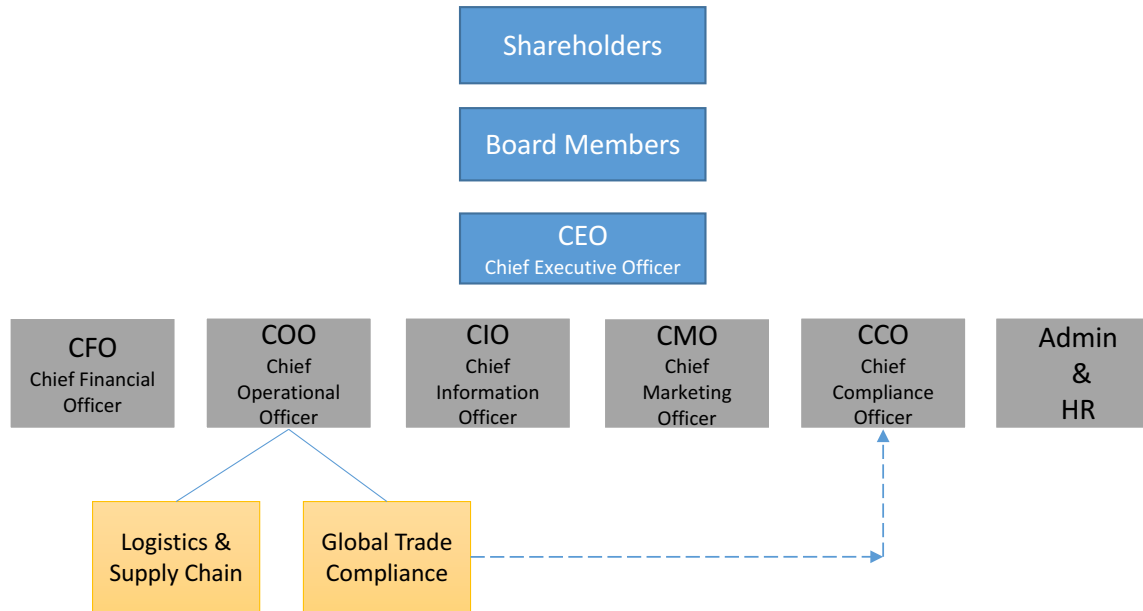 Shareholders
Board Members
CEO
Chief Executive Officer
CFO
Chief Financial
Officer
COO
Chief
Operational
Officer
CIO
Chief
Information
Officer
CMO
Chief
Marketing
Officer
CCO
Chief
Compliance
Officer
Admin
&
HR
Logistics &
Supply Chain
Global Trade
Compliance